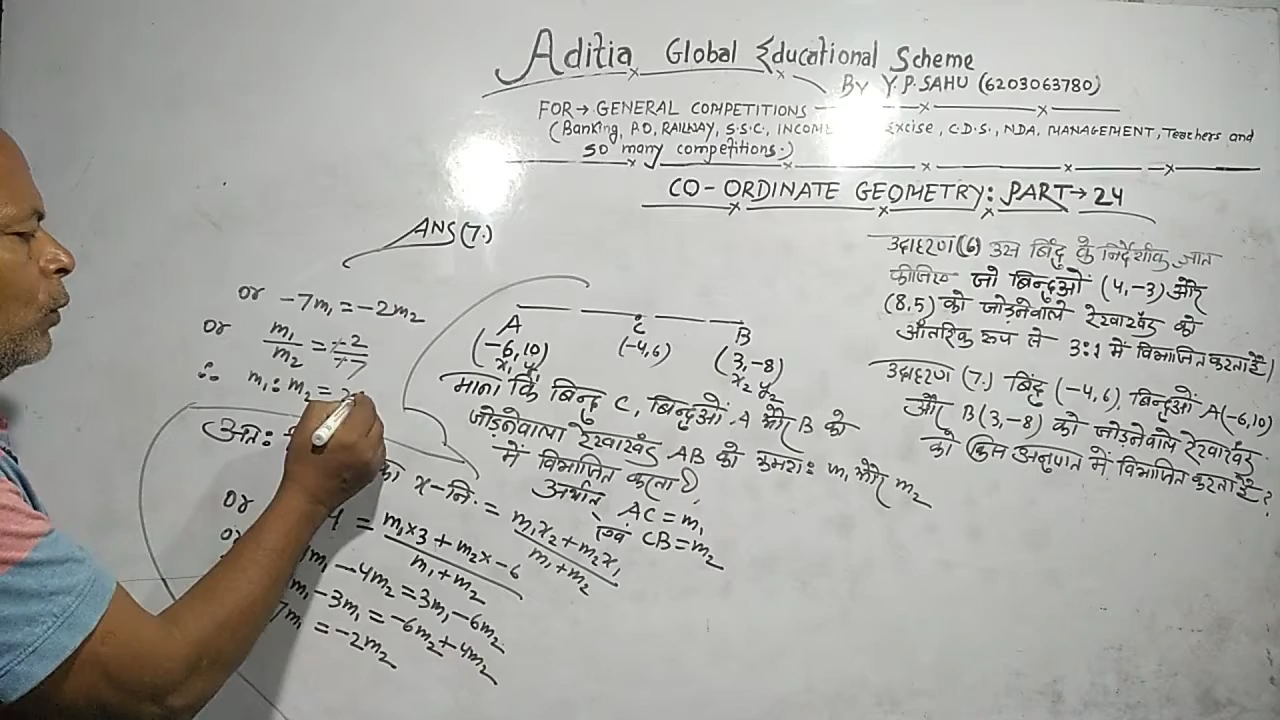 Aditia Global Educational Scheme
By Y.P. SAHU (6203063780)
FOR → GENERAL COMPETITIONS
(Banking, P.O, RAILWAY, S.S.C., INCOME Excise, C.D.S., NDA, MANAGEMENT, Teachers and
so many competitions.)
CO-ORDINATE GEOMETRY: PART → 24
उदाहरण (6) उस बिंदु के निर्देशांक ज्ञात
कीजिए जो बिन्दुओं (4,-3) और
(8,5) को जोड़नेवाले रेखाखंड को
आंतरिक रूप से 3:1 में विभाजित करता है।
उदाहरण (7.) बिंदु (-4,6), बिन्दुओं A(-6,10)
और B(3,-8) को जोड़नेवाले रेखाखंड
को किस अनुपात में विभाजित करता है?
ANS (7.)
A C B
(-6,10) (-4,6) (3,-8)
x₁ y₁ x₂ y₂
माना कि बिन्दु C, बिन्दुओं A और B को
जोड़नेवाला रेखाखंड AB को क्रमशः m₁ और m₂
में विभाजित करता है,
अर्थात् AC = m₁
एवं CB = m₂
अतः का x-नि. = m₁x₂ + m₂x₁ / m₁ + m₂
or 4 = m₁×3 + m₂×-6 / m₁ + m₂
or m₁ - 4m₂ = 3m₁ - 6m₂
m₁ - 3m₁ = -6m₂ + 4m₂
7m₁ = -2m₂
or -7m₁ = -2m₂
or m₁/m₂ = -2/-7
∴ m₁ : m₂ = 2